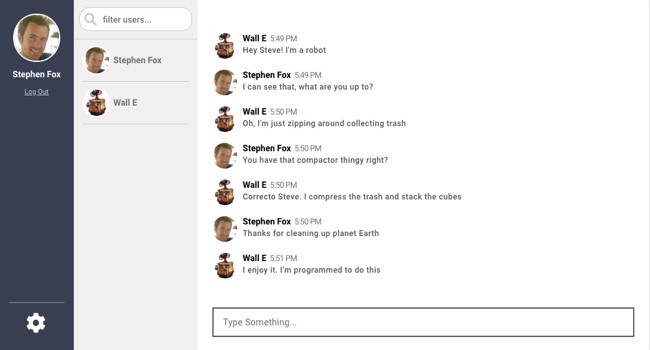 Stephen Fox
Log Out
filter users...
Stephen Fox
Wall E
Wall E 5:49 PM
Hey Steve! I'm a robot
Stephen Fox 5:49 PM
I can see that, what are you up to?
Wall E 5:50 PM
Oh, I'm just zipping around collecting trash
Stephen Fox 5:50 PM
You have that compactor thingy right?
Wall E 5:50 PM
Correcto Steve. I compress the trash and stack the cubes
Stephen Fox 5:50 PM
Thanks for cleaning up planet Earth
Wall E 5:51 PM
I enjoy it. I'm programmed to do this
Type Something...